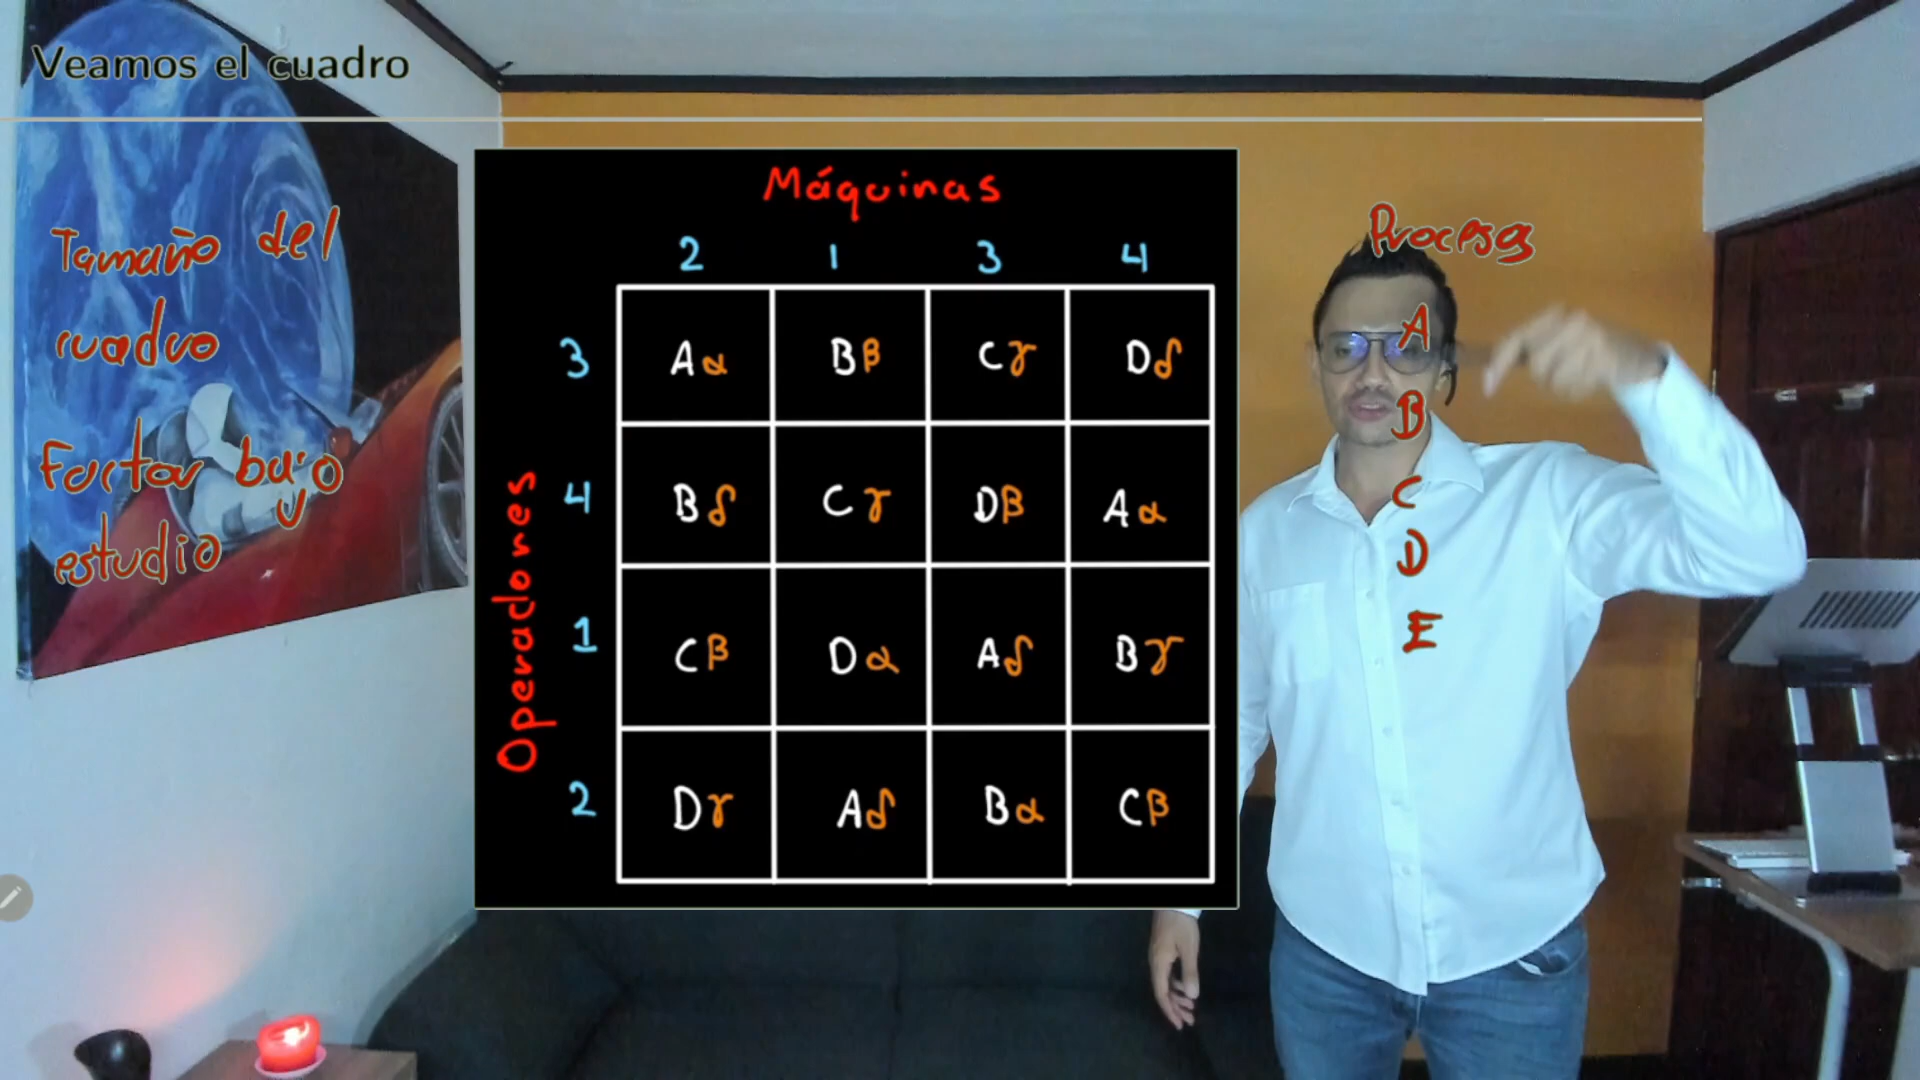 Veamos el cuadro
Tamaño del
cuadro
Factor bajo
estudio
Máquinas
2 1 3 4
Operadores
3 Aα Bβ Cγ Dδ
4 Bδ Cγ Dβ Aα
1 Cβ Dα Aδ Bγ
2 Dγ Aδ Bα Cβ
Procesos
A
B
C
D
E